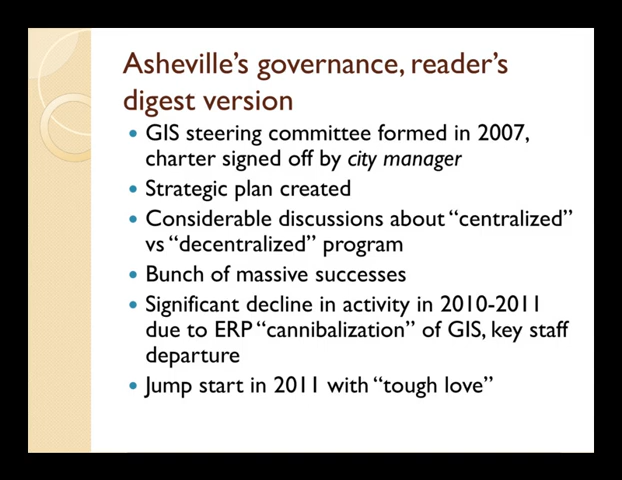 Asheville's governance, reader's
digest version
• GIS steering committee formed in 2007,
charter signed off by city manager
• Strategic plan created
• Considerable discussions about "centralized"
vs "decentralized" program
• Bunch of massive successes
• Significant decline in activity in 2010-2011
due to ERP "cannibalization" of GIS, key staff
departure
• Jump start in 2011 with "tough love"